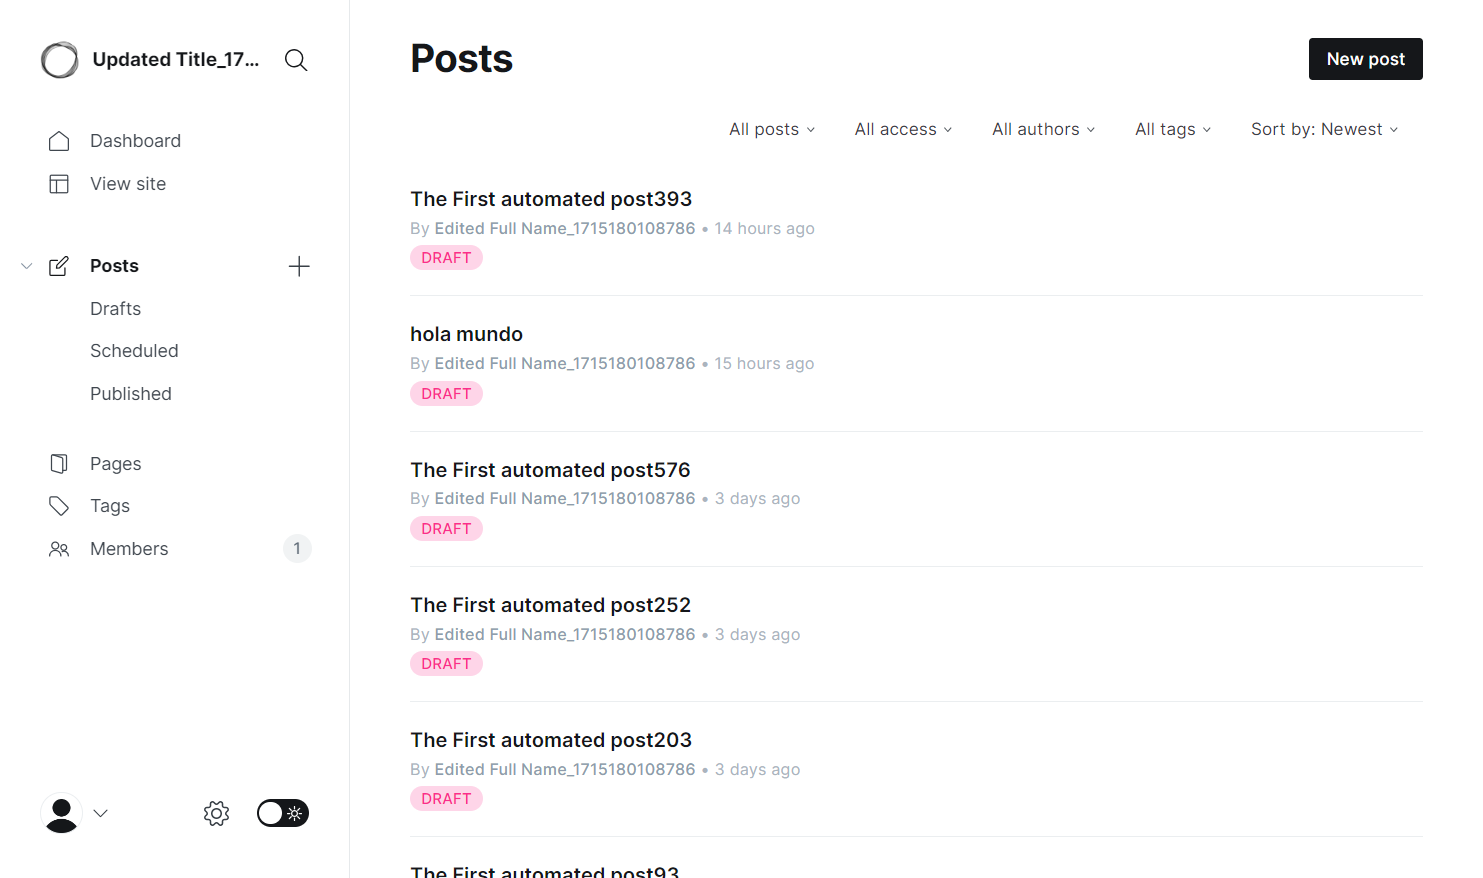 Updated Title_17...
Dashboard
View site
Posts
Drafts
Scheduled
Published
Pages
Tags
Members
1
Posts
New post
All posts
All access
All authors
All tags
Sort by: Newest
The First automated post393
By Edited Full Name_1715180108786 • 14 hours ago
DRAFT
hola mundo
By Edited Full Name_1715180108786 • 15 hours ago
DRAFT
The First automated post576
By Edited Full Name_1715180108786 • 3 days ago
DRAFT
The First automated post252
By Edited Full Name_1715180108786 • 3 days ago
DRAFT
The First automated post203
By Edited Full Name_1715180108786 • 3 days ago
DRAFT
The First automated post93